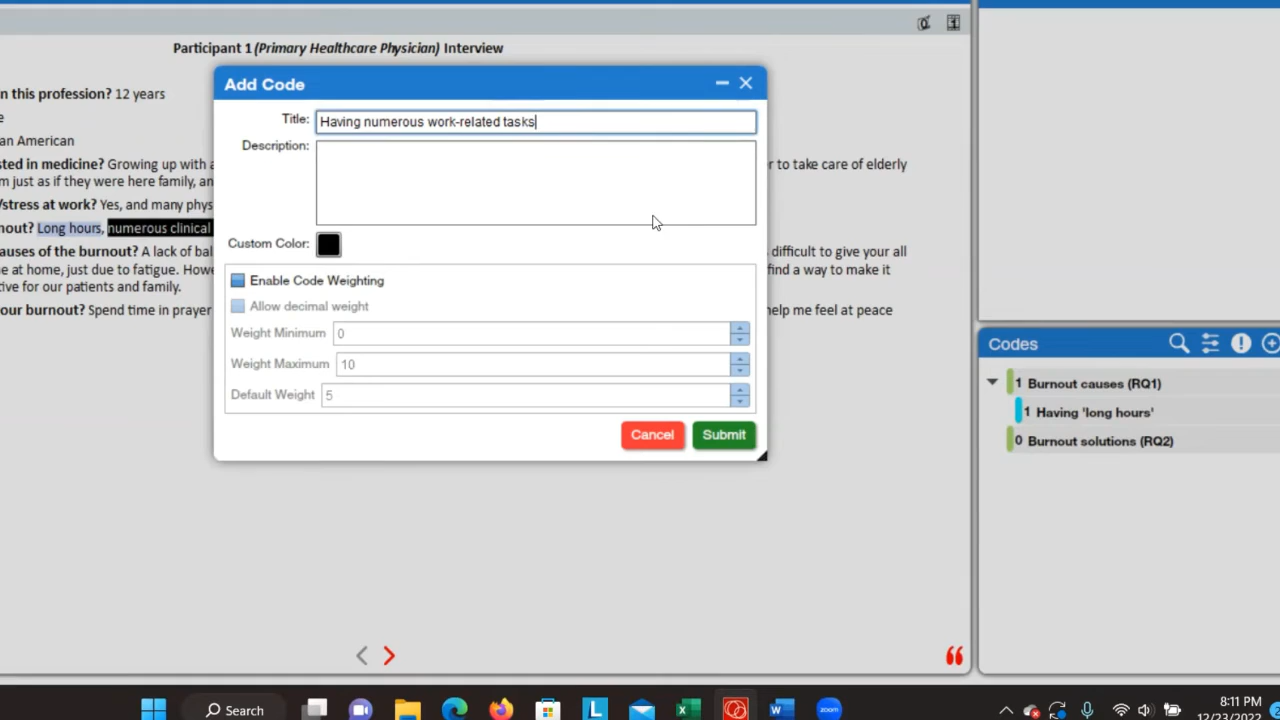 Participant 1 (Primary Healthcare Physician) Interview
n this profession? 12 years
e
an American
sted in medicine? Growing up with a
r to take care of elderly
m just as if they were here family, an
/stress at work? Yes, and many phys
nout? Long hours, numerous clinical
auses of the burnout? A lack of bal
difficult to give your all
e at home, just due to fatigue. Howe
find a way to make it
tive for our patients and family.
your burnout? Spend time in prayer
help me feel at peace
Add Code
Title: Having numerous work-related tasks
Description:
Custom Color:
Enable Code Weighting
Allow decimal weight
Weight Minimum 0
Weight Maximum 10
Default Weight 5
Cancel Submit
Codes
1 Burnout causes (RQ1)
1 Having 'long hours'
0 Burnout solutions (RQ2)
Search
L
X
W
zoom
8:11 PM
12/23/2022